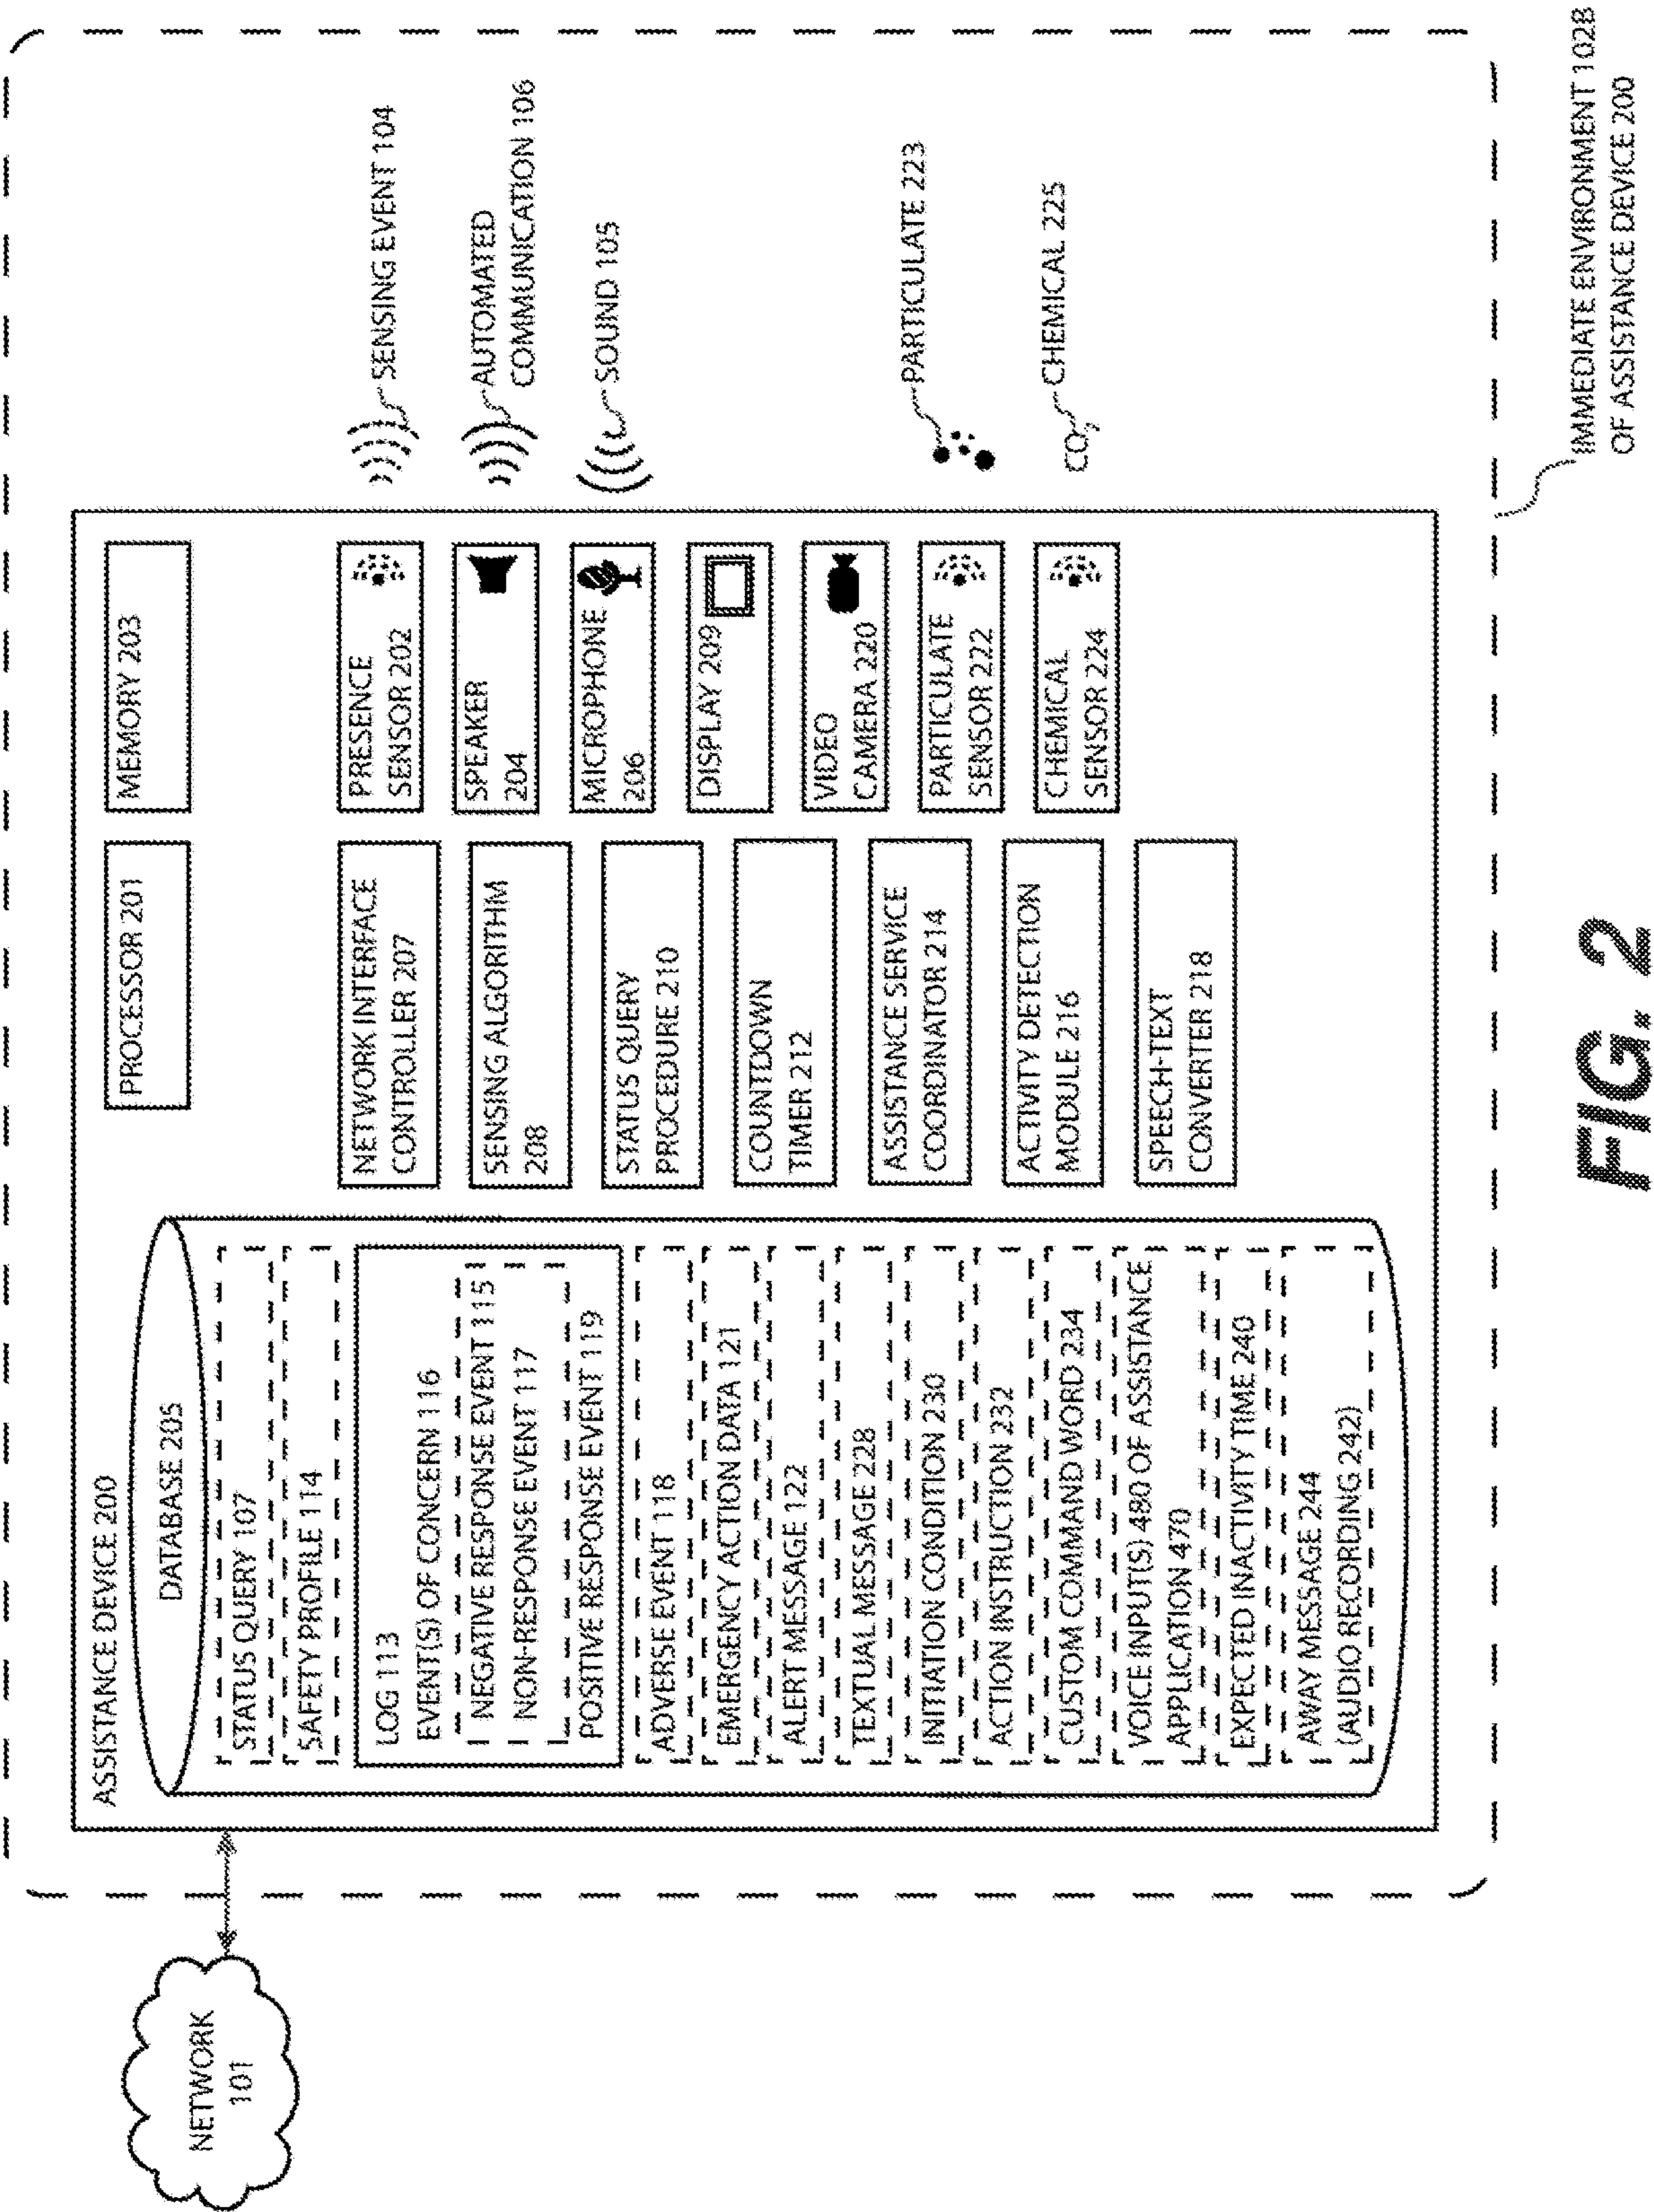 NETWORK
101
ASSISTANCE DEVICE 200
DATABASE 205
STATUS QUERY 107
SAFETY PROFILE 114
LOG 113
EVENT(S) OF CONCERN 116
NEGATIVE RESPONSE EVENT 115
NON-RESPONSE EVENT 117
POSITIVE RESPONSE EVENT 119
ADVERSE EVENT 118
EMERGENCY ACTION DATA 121
ALERT MESSAGE 122
TEXTUAL MESSAGE 228
INITIATION CONDITION 230
ACTION INSTRUCTION 232
CUSTOM COMMAND WORD 234
VOICE INPUT(S) 480 OF ASSISTANCE
APPLICATION 470
EXPECTED INACTIVITY TIME 240
AWAY MESSAGE 244
(AUDIO RECORDING 242)
PROCESSOR 201
MEMORY 203
NETWORK INTERFACE
CONTROLLER 207
SENSING ALGORITHM
208
STATUS QUERY
PROCEDURE 210
COUNTDOWN
TIMER 212
ASSISTANCE SERVICE
COORDINATOR 214
ACTIVITY DETECTION
MODULE 216
SPEECH-TEXT
CONVERTER 218
PRESENCE
SENSOR 202
SPEAKER
204
MICROPHONE
206
DISPLAY 209
VIDEO
CAMERA 220
PARTICULATE
SENSOR 222
CHEMICAL
SENSOR 224
SENSING EVENT 104
AUTOMATED
COMMUNICATION 106
SOUND 105
PARTICULATE 223
CO2
CHEMICAL 225
IMMEDIATE ENVIRONMENT 102B
OF ASSISTANCE DEVICE 200
FIG. 2